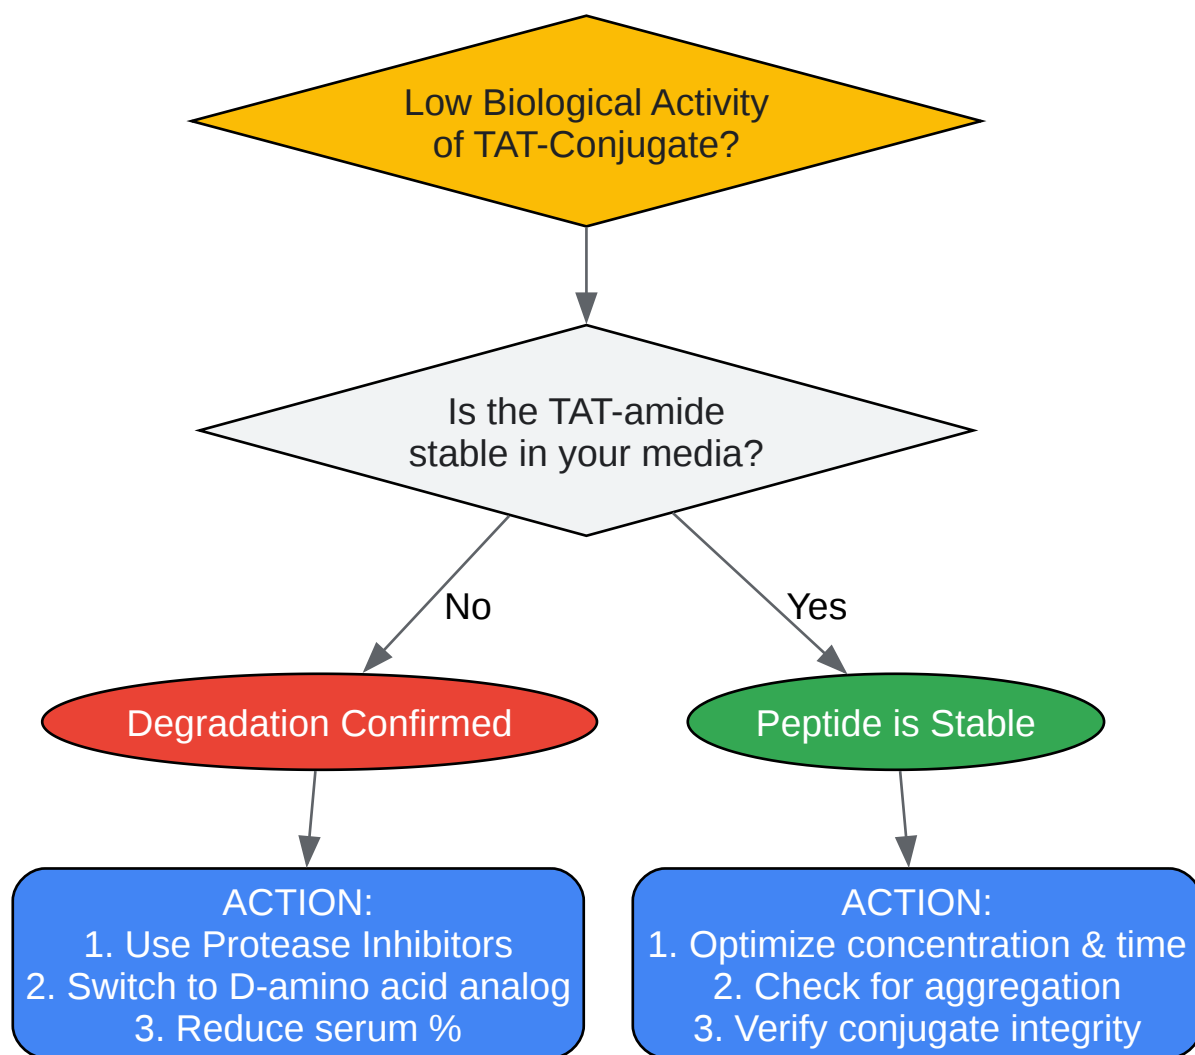 Low Biological Activity
of TAT-Conjugate?
Is the TAT-amide
stable in your media?
No
Yes
Degradation Confirmed
Peptide is Stable
ACTION:
1. Use Protease Inhibitors
2. Switch to D-amino acid analog
3. Reduce serum %
ACTION:
1. Optimize concentration & time
2. Check for aggregation
3. Verify conjugate integrity